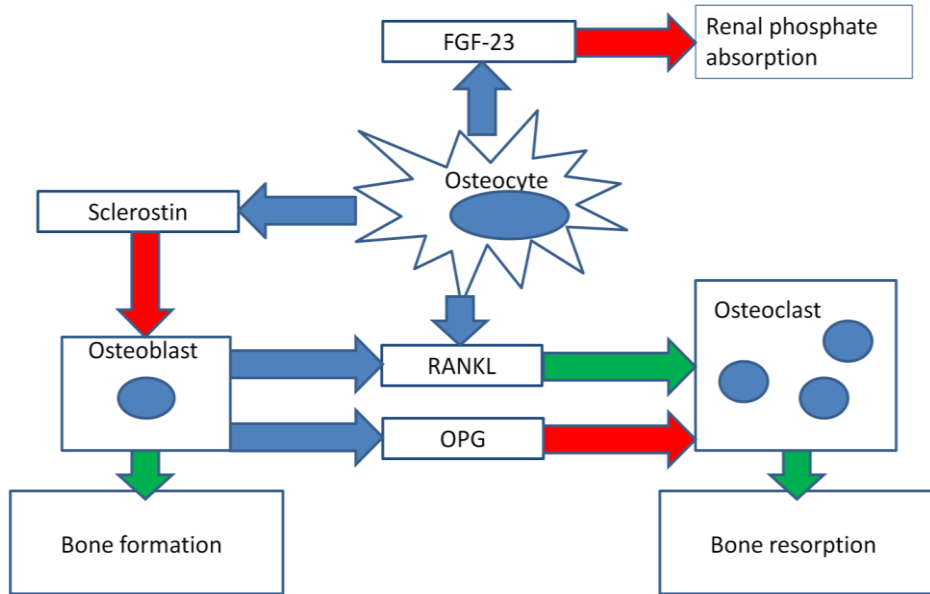 FGF-23
Renal phosphate
absorption
Osteocyte
Sclerostin
Osteoblast
RANKL
Osteoclast
OPG
Bone formation
Bone resorption